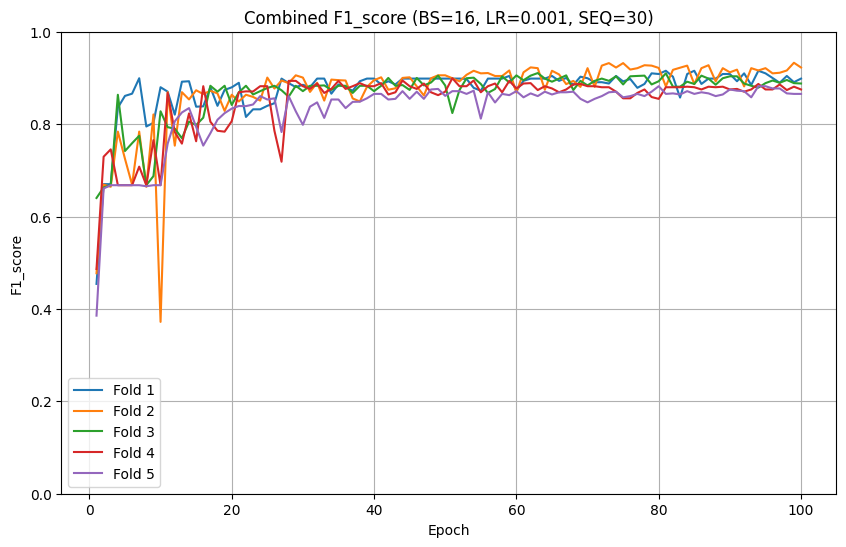 Combined F1_score (BS=16, LR=0.001, SEQ=30)
F1_score
1.0
0.8
0.6
0.4
0.2
0.0
Fold 1
Fold 2
Fold 3
Fold 4
Fold 5
0 20 40 60 80 100
Epoch